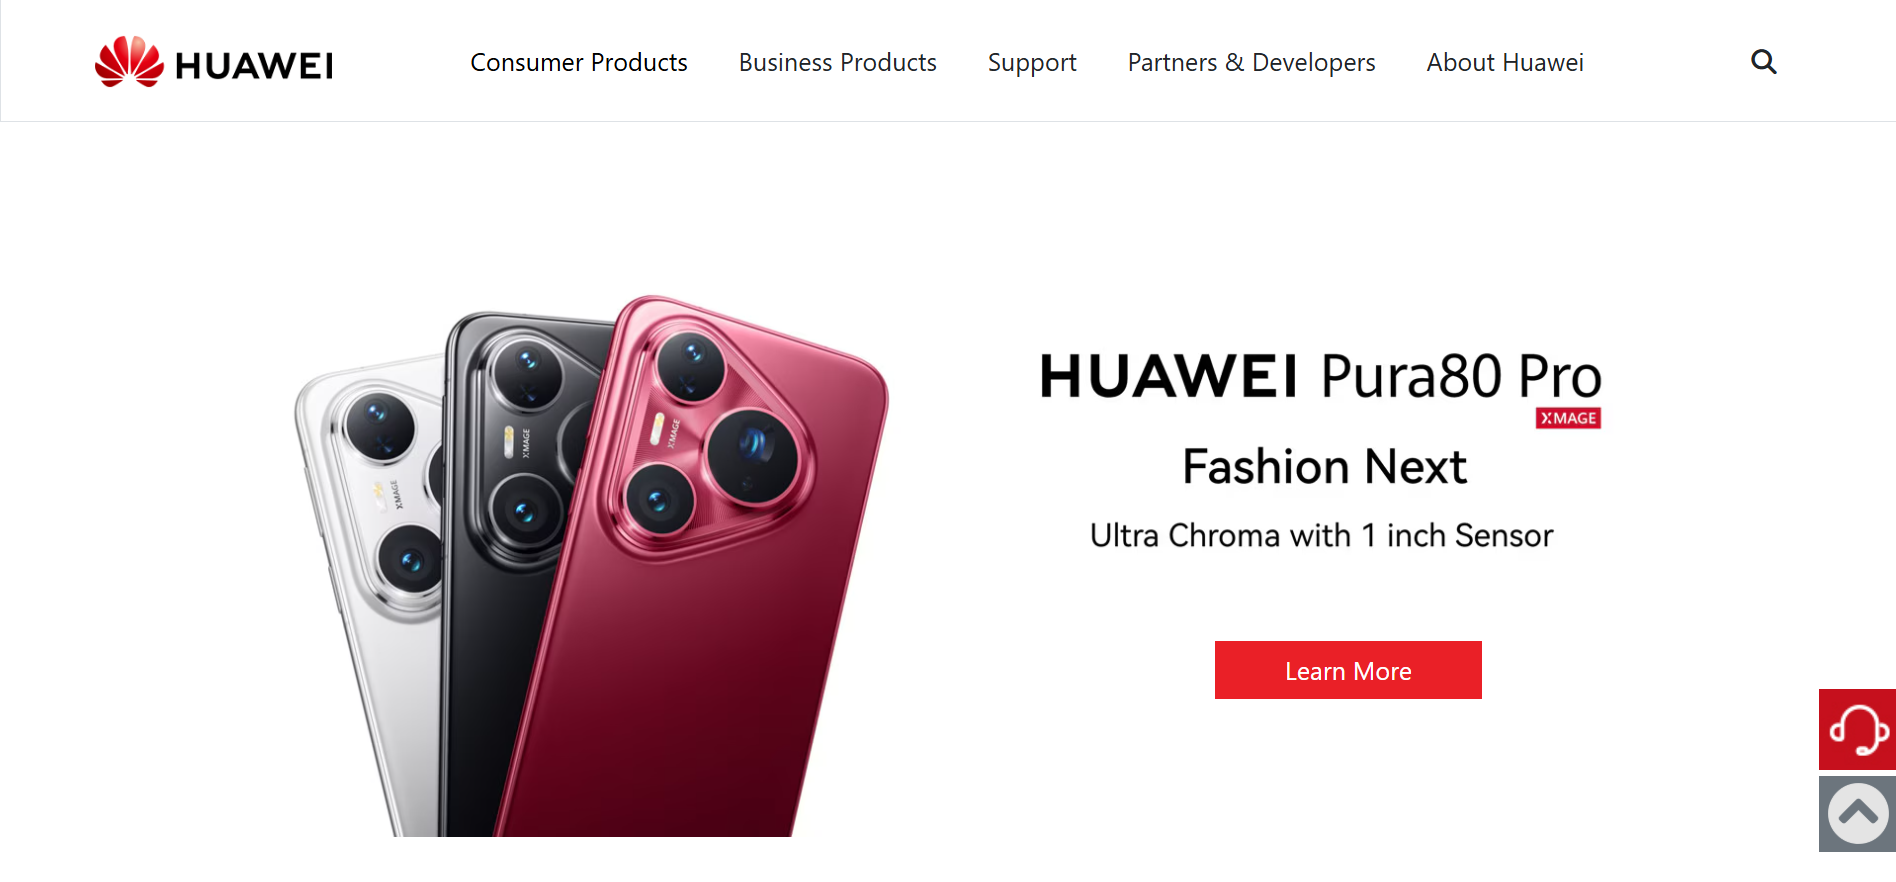 HUAWEI
Consumer Products
Business Products
Support
Partners & Developers
About Huawei
HUAWEI Pura80 Pro
XMAGE
Fashion Next
Ultra Chroma with 1 inch Sensor
XMAGE
XMAGE
XMAGE
Learn More